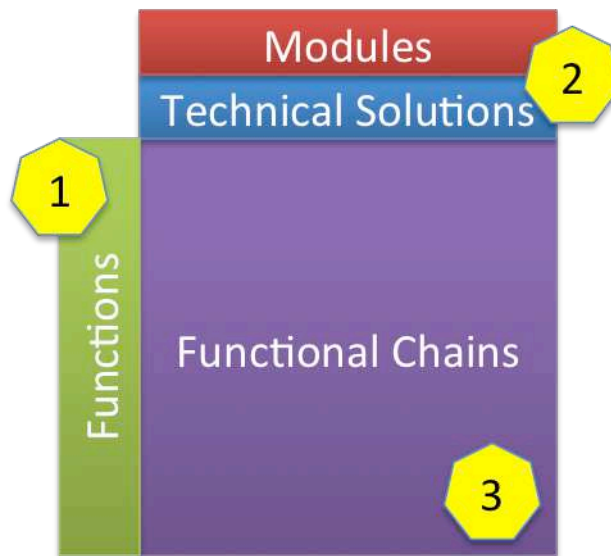 Modules
2
Technical Solutions
1
Functions
Functional Chains
3